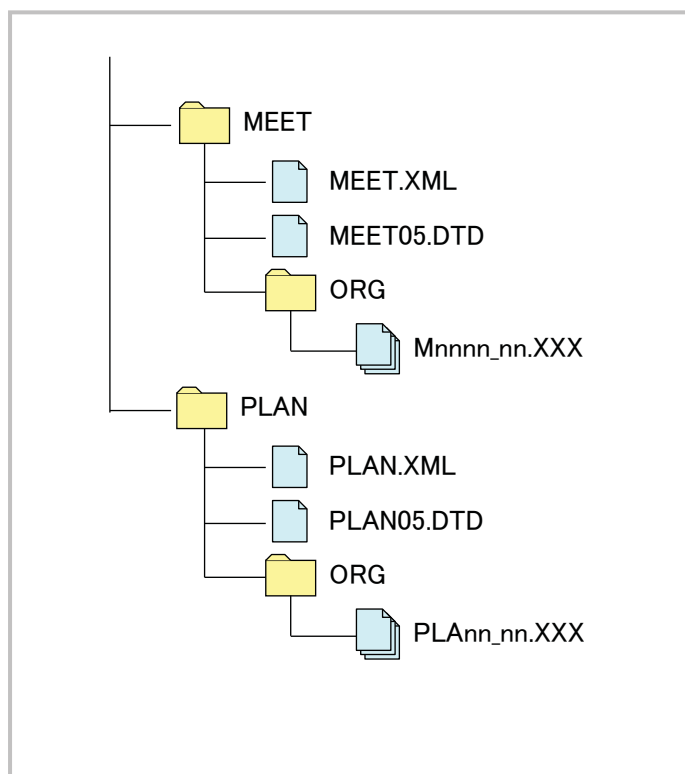 MEET
MEET.XML
MEET05.DTD
ORG
Mnnnn_nn.XXX
PLAN
PLAN.XML
PLAN05.DTD
ORG
PLAnn_nn.XXX